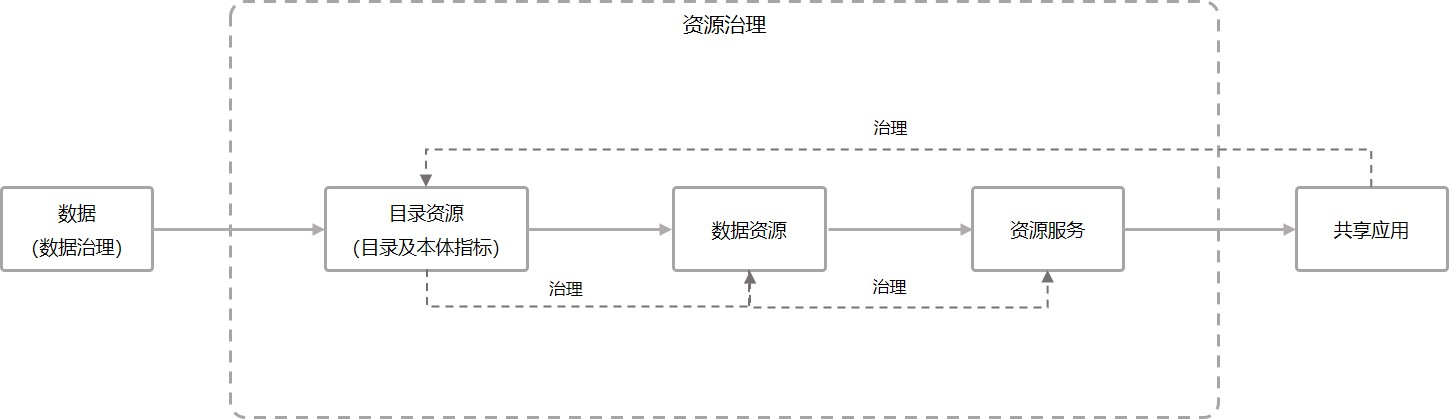 资源治理
治理
数据
(数据治理)
目录资源
(目录及本体指标)
数据资源
资源服务
共享应用
治理
治理